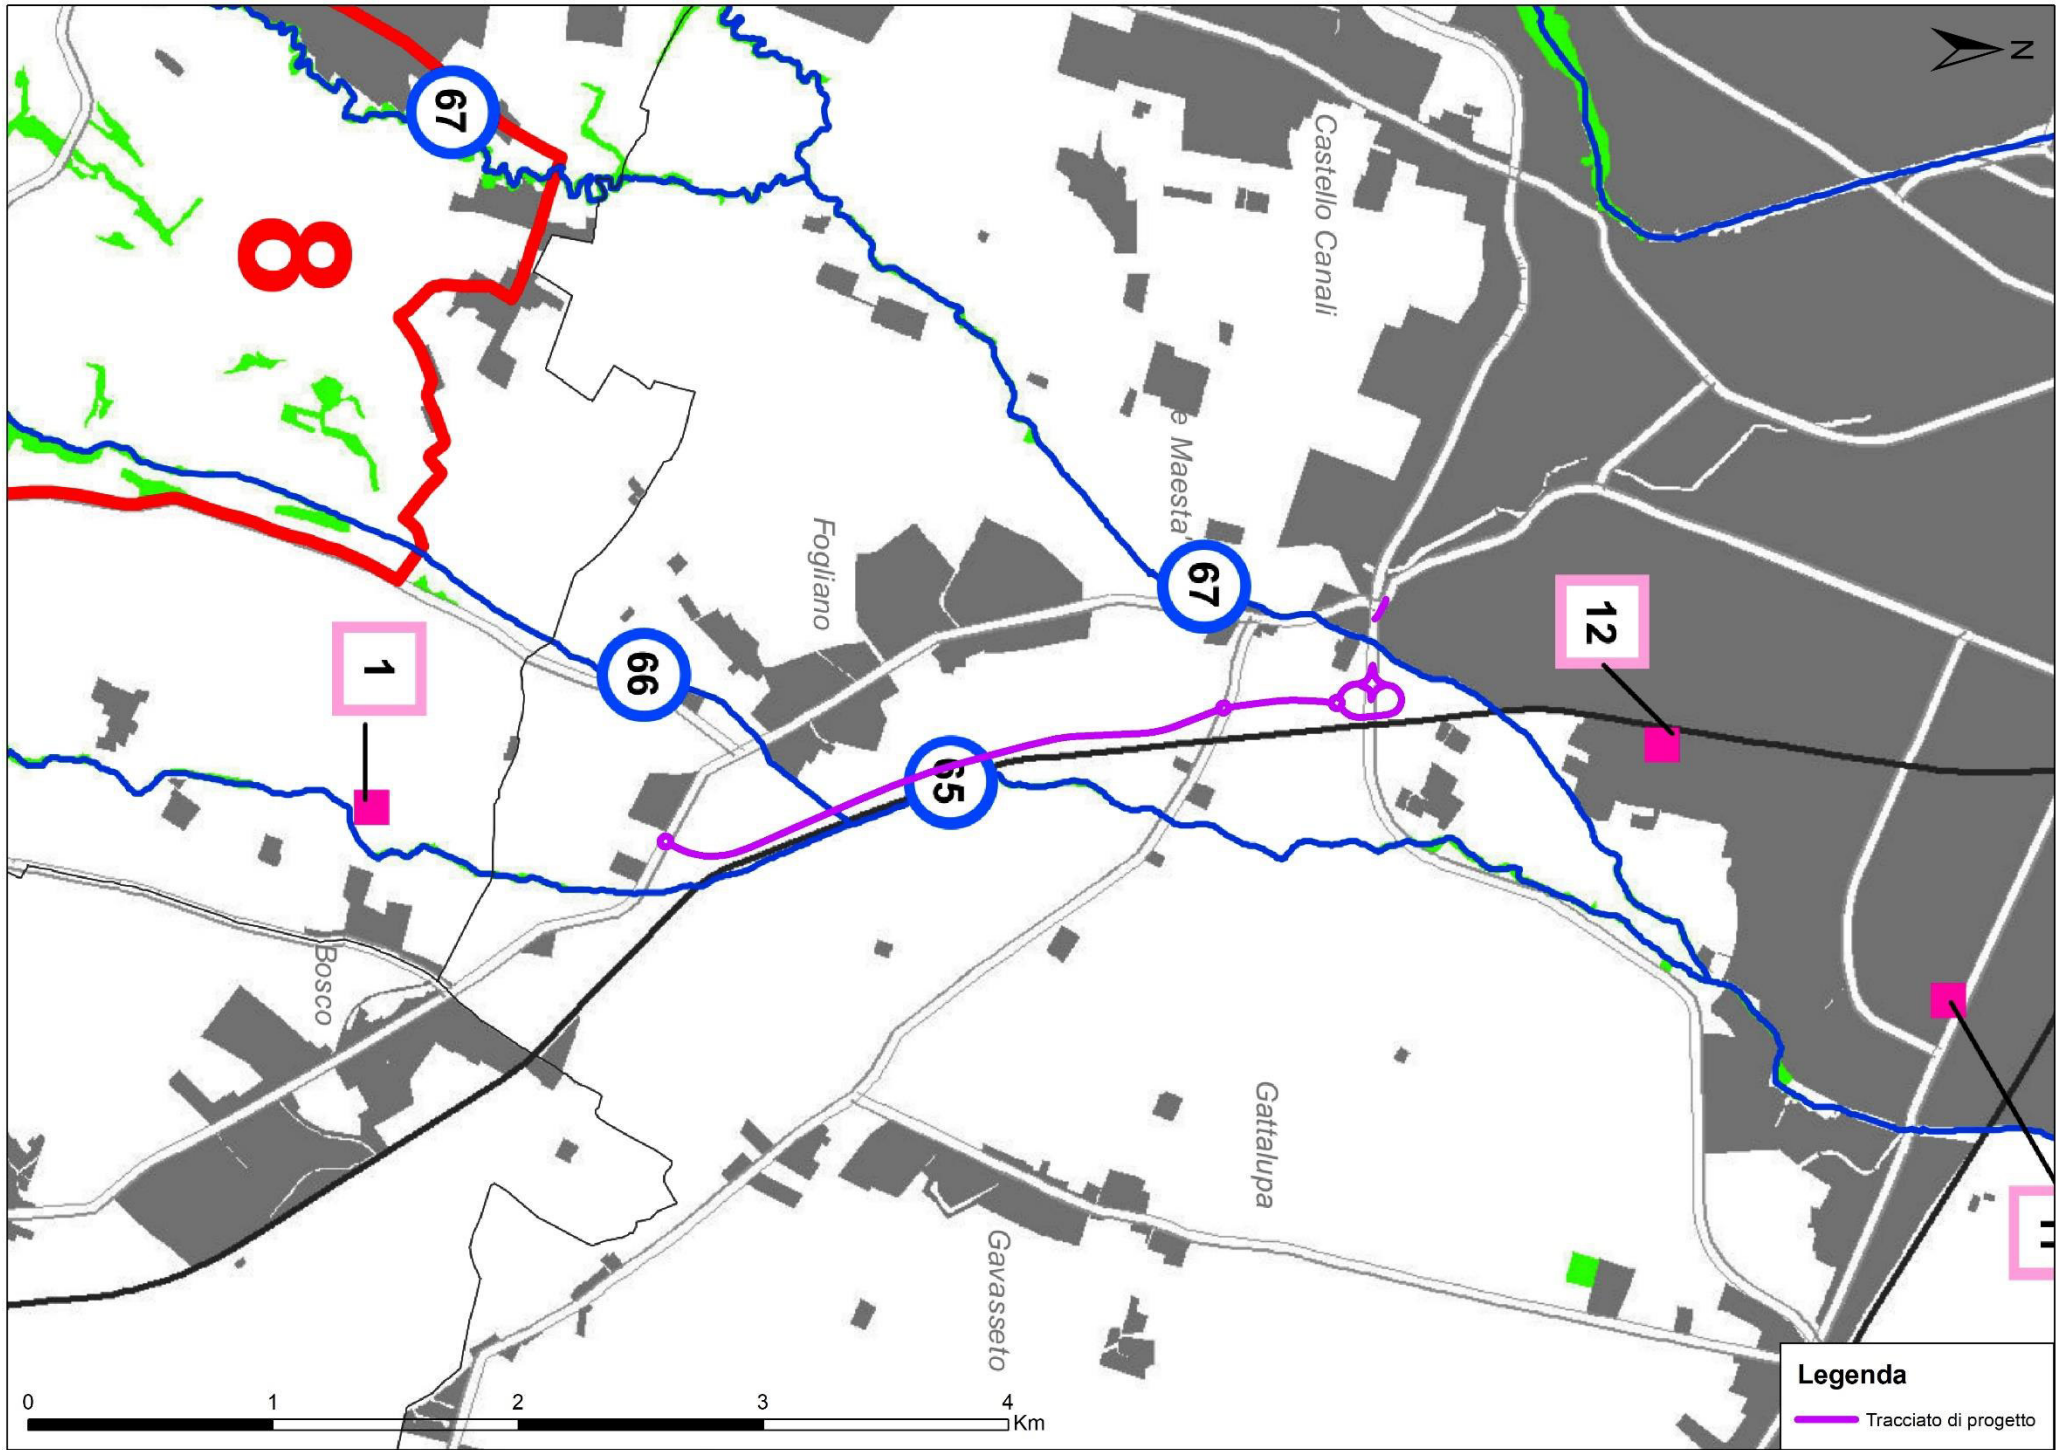 N
67
8
Castello Canali
e Maesta'
Fogliano
67
12
1
66
65
Bosco
Gattalupa
Gavasseto
0 1 2 3 4
Km
Legenda
Tracciato di progetto